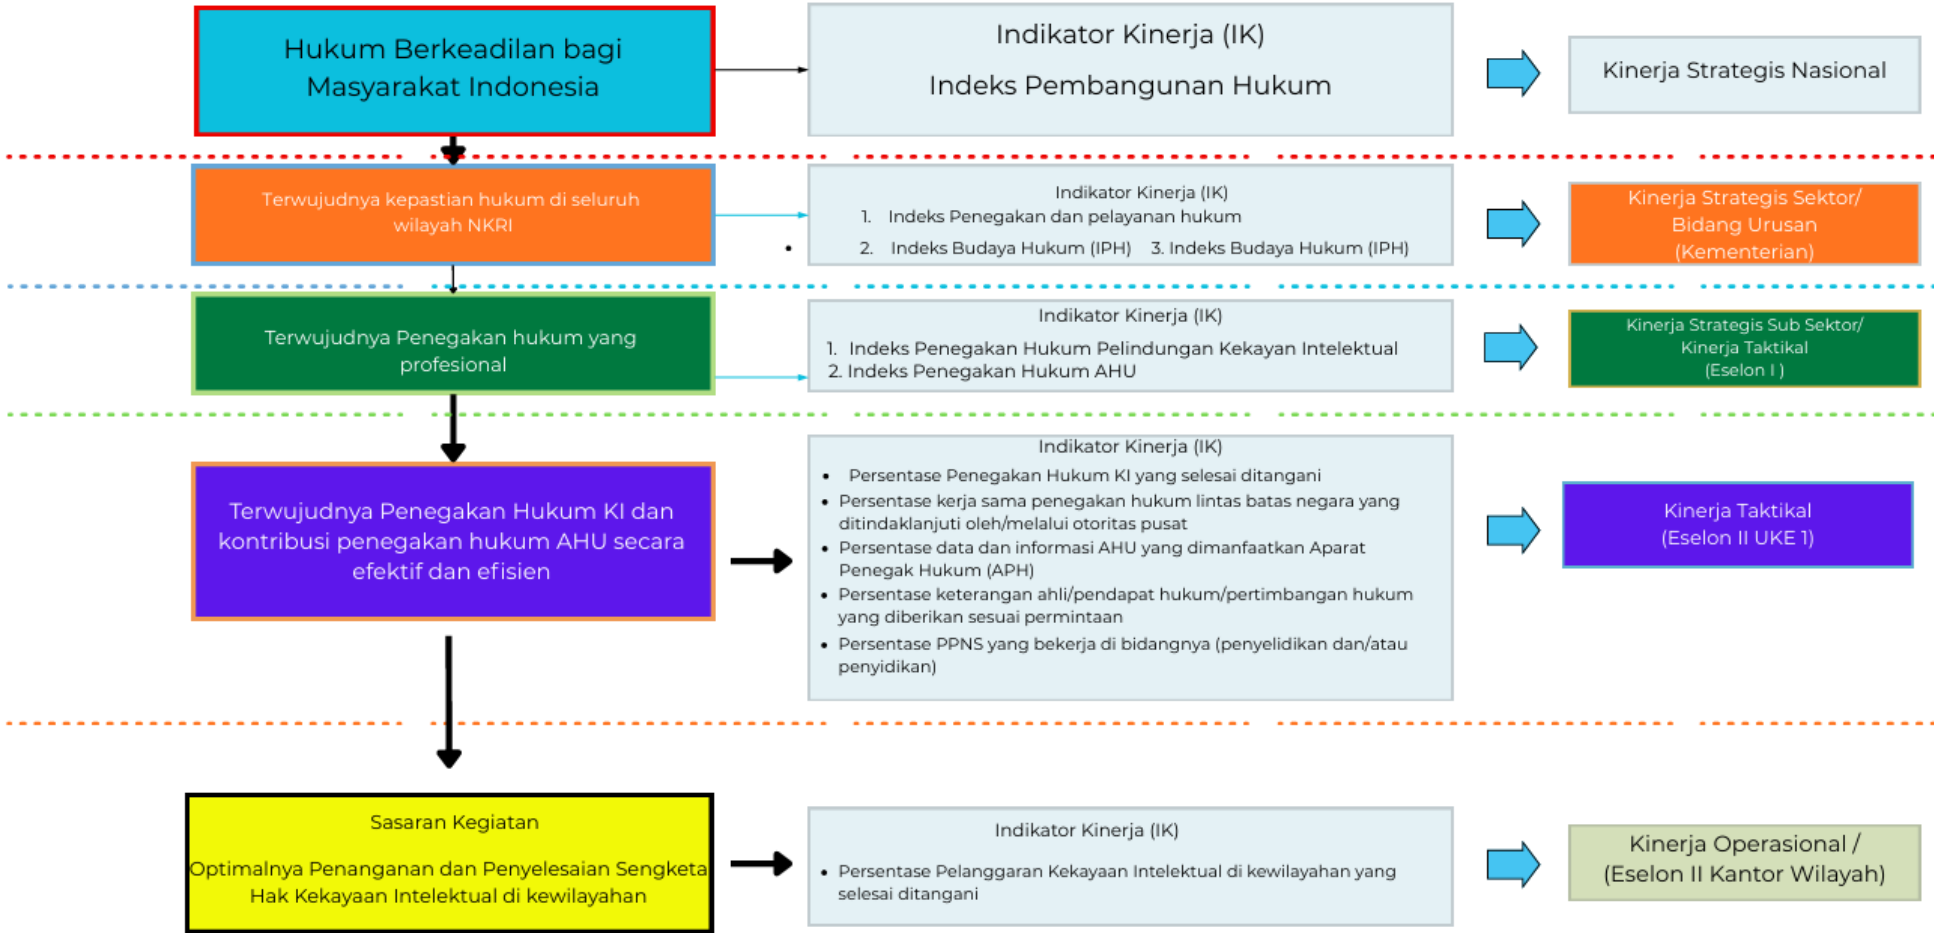 Hukum Berkeadilan bagi
Masyarakat Indonesia
Indikator Kinerja (IK)
Indeks Pembangunan Hukum
Kinerja Strategis Nasional
Terwujudnya kepastian hukum di seluruh
wilayah NKRI
Indikator Kinerja (IK)
1. Indeks Penegakan dan pelayanan hukum
• 2. Indeks Budaya Hukum (IPH) 3. Indeks Budaya Hukum (IPH)
Kinerja Strategis Sektor/
Bidang Urusan
(Kementerian)
Terwujudnya Penegakan hukum yang
profesional
Indikator Kinerja (IK)
1. Indeks Penegakan Hukum Pelindungan Kekayan Intelektual
2. Indeks Penegakan Hukum AHU
Kinerja Strategis Sub Sektor/
Kinerja Taktikal
(Eselon I )
Terwujudnya Penegakan Hukum KI dan
kontribusi penegakan hukum AHU secara
efektif dan efisien
Indikator Kinerja (IK)
• Persentase Penegakan Hukum KI yang selesai ditangani
• Persentase kerja sama penegakan hukum lintas batas negara yang
ditindaklanjuti oleh/melalui otoritas pusat
• Persentase data dan informasi AHU yang dimanfaatkan Aparat
Penegak Hukum (APH)
• Persentase keterangan ahli/pendapat hukum/pertimbangan hukum
yang diberikan sesuai permintaan
• Persentase PPNS yang bekerja di bidangnya (penyelidikan dan/atau
penyidikan)
Kinerja Taktikal
(Eselon II UKE 1)
Sasaran Kegiatan
Optimalnya Penanganan dan Penyelesaian Sengketa
Hak Kekayaan Intelektual di kewilayahan
Indikator Kinerja (IK)
• Persentase Pelanggaran Kekayaan Intelektual di kewilayahan yang
selesai ditangani
Kinerja Operasional /
(Eselon II Kantor Wilayah)